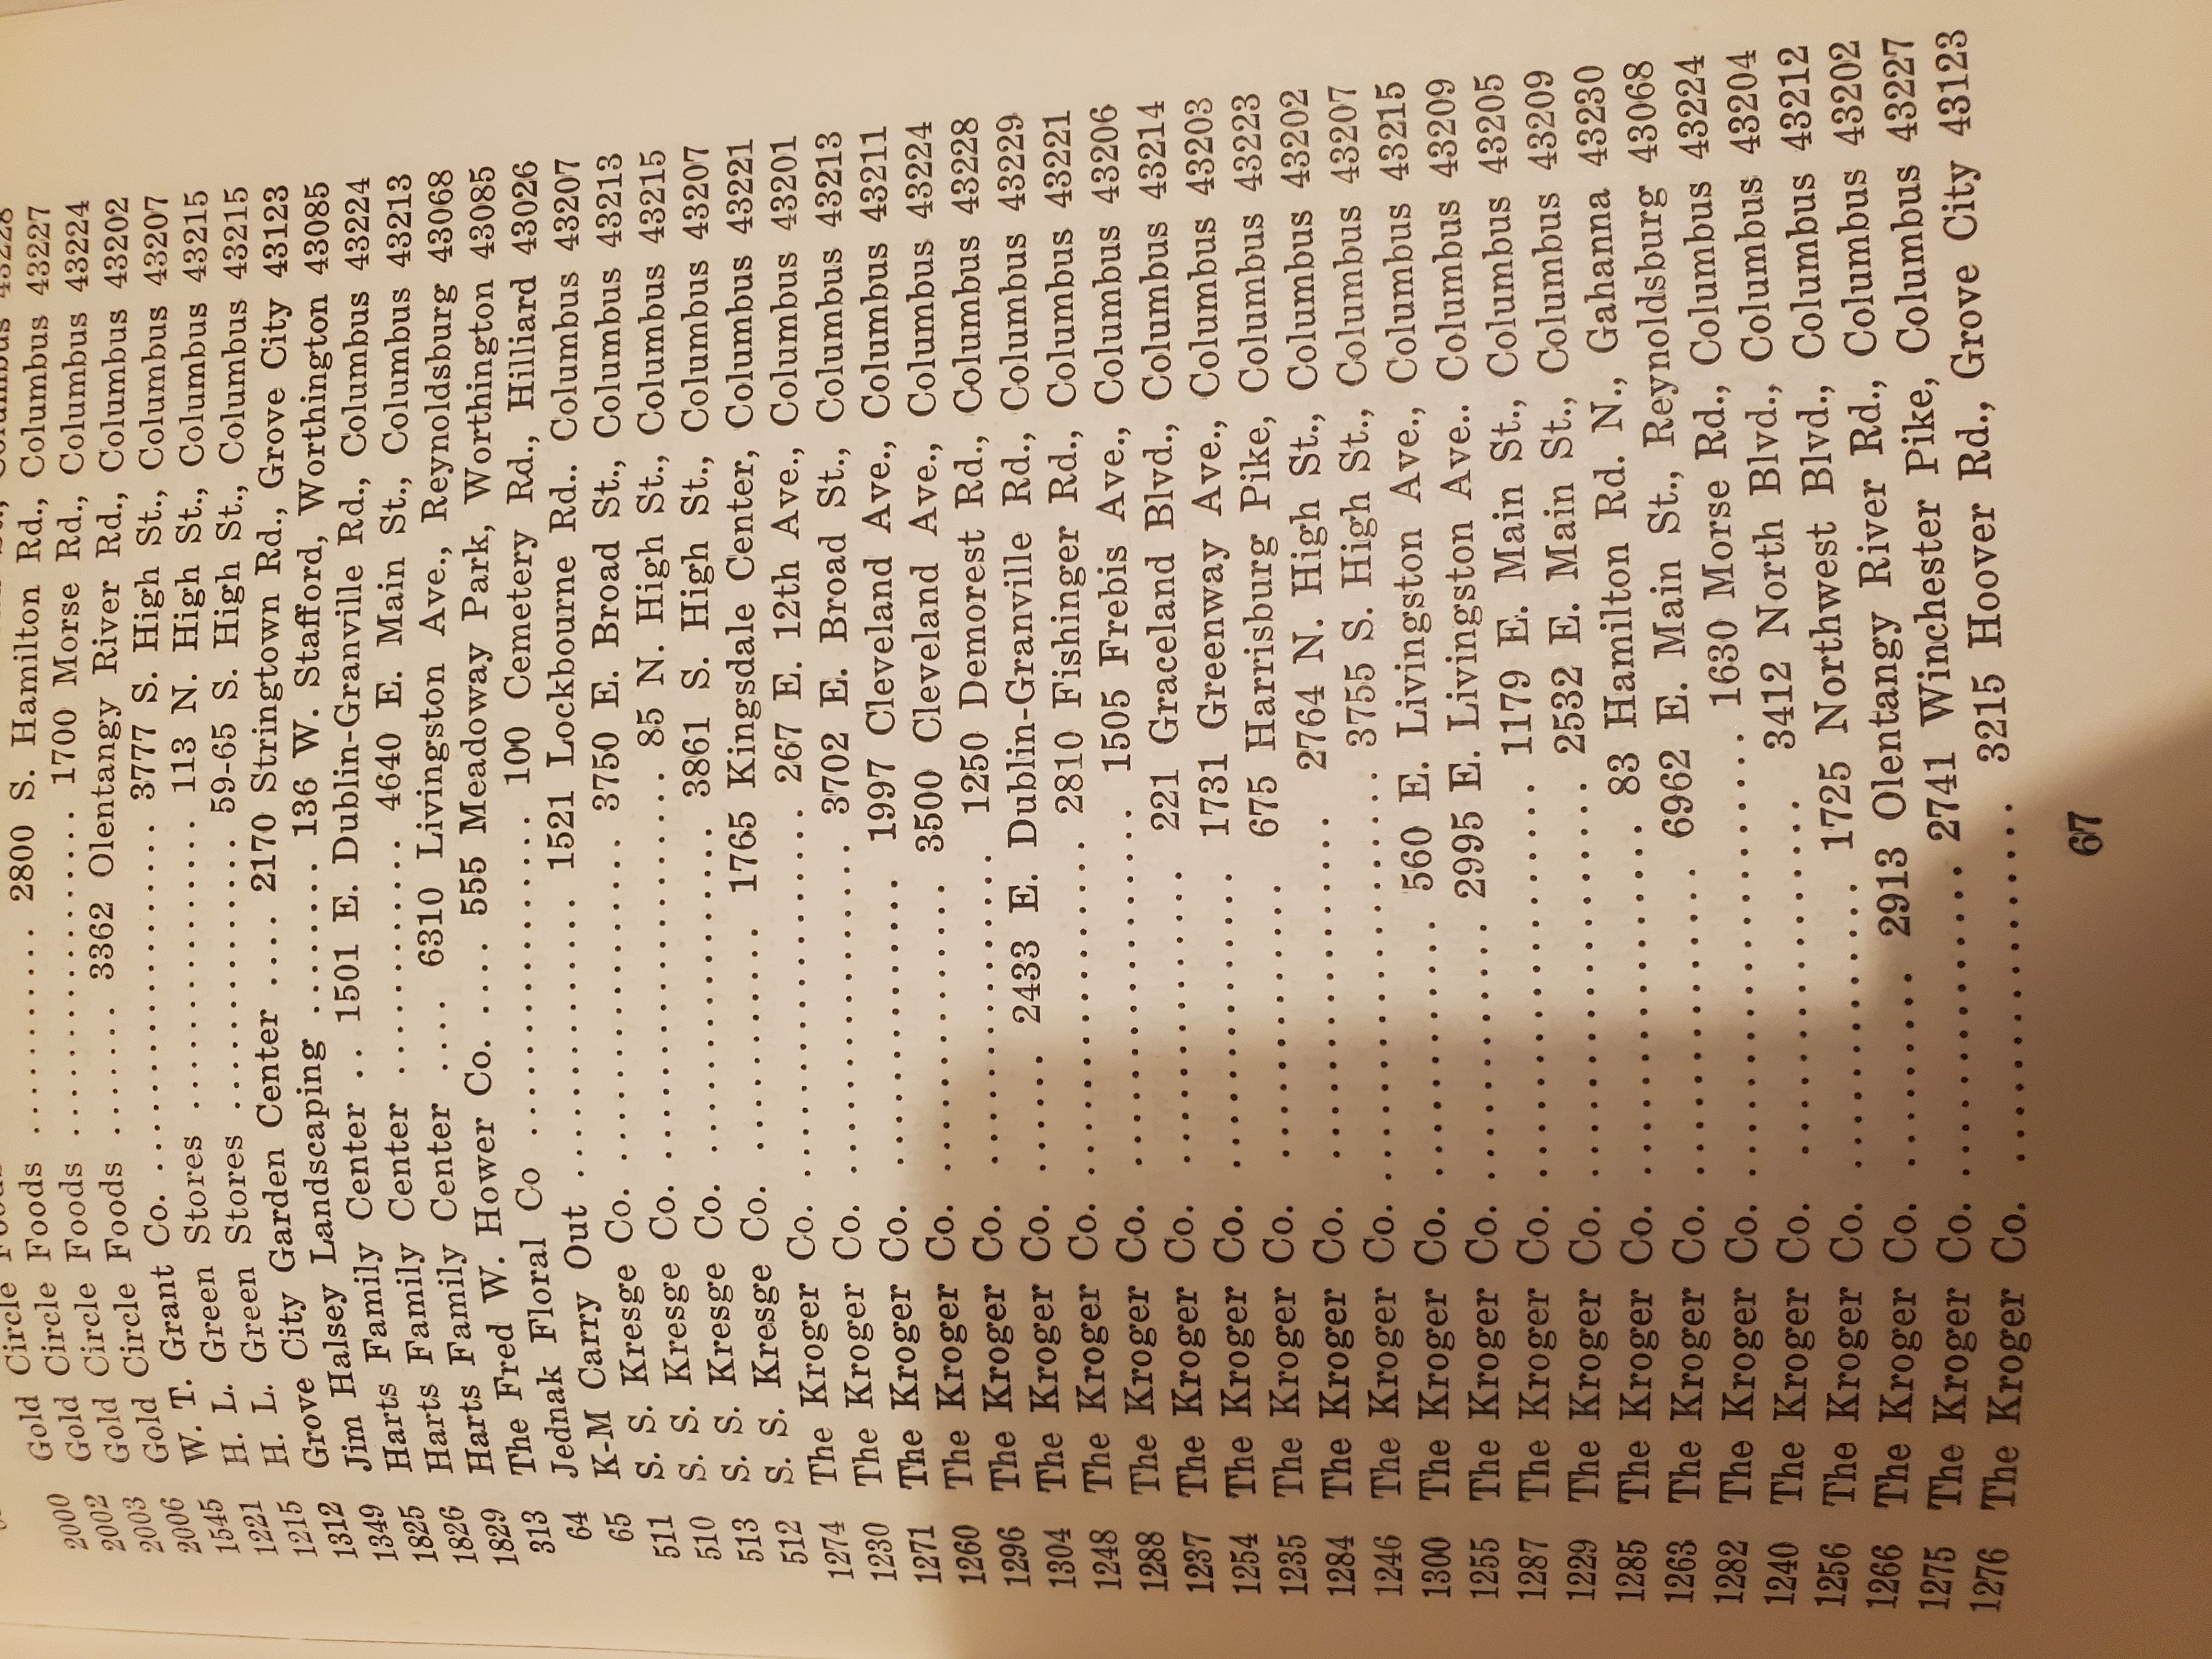 2000 Gold Circle Foods Columbus 43228
2002 Gold Circle Foods ......... 2800 S. Hamilton Rd., Columbus 43227
2003 Gold Circle Foods .............. 1700 Morse Rd., Columbus 43224
2006 Gold Circle Foods ...... 3362 Olentangy River Rd., Columbus 43202
1545 W. T. Grant Co. .................. 3777 S. High St., Columbus 43207
1221 H. L. Green Stores ................ 113 N. High St., Columbus 43215
1215 H. L. Green Stores .............. 59-65 S. High St., Columbus 43215
1312 Grove City Garden Center .... 2170 Stringtown Rd., Grove City 43123
1349 Jim Halsey Landscaping ........ 136 W. Stafford, Worthington 43085
1825 Harts Family Center .. 1501 E. Dublin-Granville Rd., Columbus 43224
1826 Harts Family Center ............ 4640 E. Main St., Columbus 43213
1829 Harts Family Center .... 6310 Livingston Ave., Reynoldsburg 43068
313 The Fred W. Hower Co. .... 555 Meadoway Park, Worthington 43085
64 Jednak Floral Co ................. 100 Cemetery Rd., Hilliard 43026
65 K-M Carry Out ............... 1521 Lockbourne Rd.. Columbus 43207
511 S. S. Kresge Co. ................. 3750 E. Broad St., Columbus 43213
510 S. S. Kresge Co. .................... 85 N. High St., Columbus 43215
513 S. S. Kresge Co. ................. 3861 S. High St., Columbus 43207
512 S. S. Kresge Co. ............ 1765 Kingsdale Center, Columbus 43221
1274 The Kroger Co. ................... 267 E. 12th Ave., Columbus 43201
1230 The Kroger Co. ................. 3702 E. Broad St., Columbus 43213
1271 The Kroger Co. ............... 1997 Cleveland Ave., Columbus 43211
1260 The Kroger Co. ............... 3500 Cleveland Ave., Columbus 43224
1296 The Kroger Co. ................ 1250 Demorest Rd., Columbus 43228
1304 The Kroger Co. ...... 2433 E. Dublin-Granville Rd., Columbus 43229
1248 The Kroger Co. ................. 2810 Fishinger Rd., Columbus 43221
1288 The Kroger Co. .................. 1505 Frebis Ave., Columbus 43206
1237 The Kroger Co. ............... 221 Graceland Blvd., Columbus 43214
1254 The Kroger Co. ............... 1731 Greenway Ave., Columbus 43203
1235 The Kroger Co. ............... 675 Harrisburg Pike, Columbus 43223
1284 The Kroger Co. ................. 2764 N. High St., Columbus 43202
1246 The Kroger Co. .................... 3755 S. High St., Columbus 43207
1300 The Kroger Co. ............. 560 E. Livingston Ave., Columbus 43215
1255 The Kroger Co. ............. 2995 E. Livingston Ave.. Columbus 43209
1287 The Kroger Co. ................... 1179 E. Main St., Columbus 43205
1229 The Kroger Co. ................... 2532 E. Main St., Columbus 43209
1285 The Kroger Co. ................. 83 Hamilton Rd. N., Gahanna 43230
1263 The Kroger Co. ............... 6962 E. Main St., Reynoldsburg 43068
1282 The Kroger Co. .................... 1630 Morse Rd., Columbus 43224
1240 The Kroger Co. ................. 3412 North Blvd., Columbus 43204
1256 The Kroger Co. .............. 1725 Northwest Blvd., Columbus 43212
1266 The Kroger Co. .......... 2913 Olentangy River Rd., Columbus 43202
1275 The Kroger Co. .............. 2741 Winchester Pike, Columbus 43227
1276 The Kroger Co. ................. 3215 Hoover Rd., Grove City 43123
67